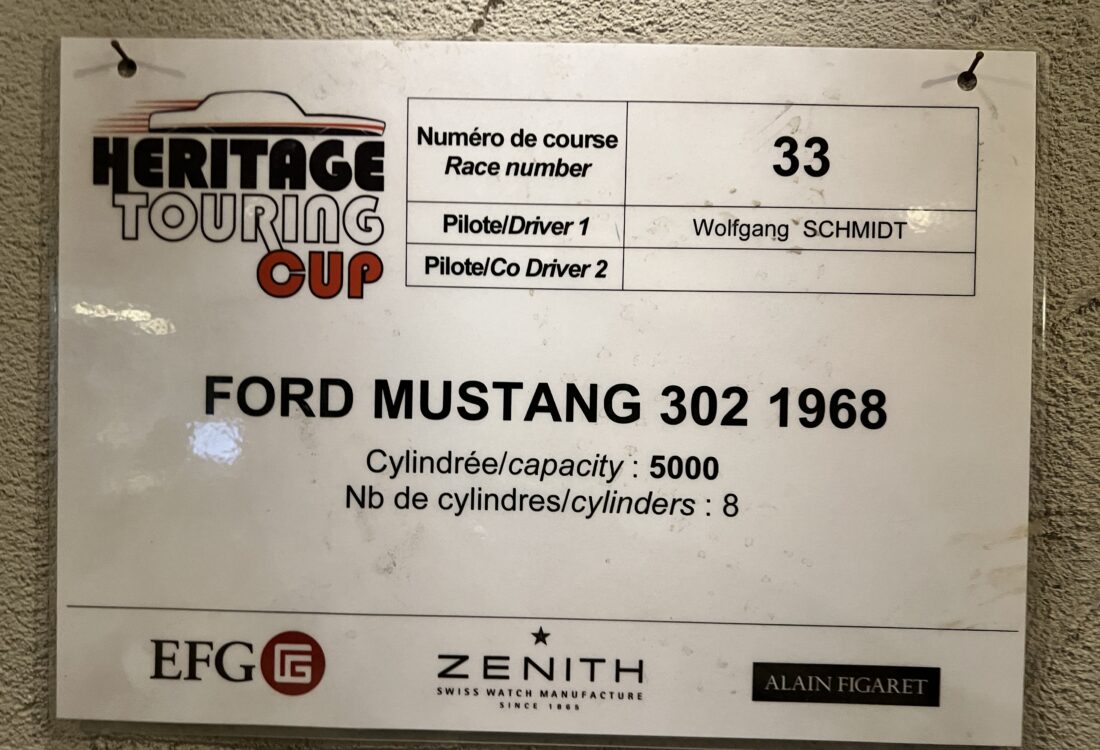 HERITAGE
TOURING
CUP
Numéro de course
Race number
33
Pilote/Driver 1
Wolfgang SCHMIDT
Pilote/Co Driver 2
FORD MUSTANG 302 1968
Cylindrée/capacity : 5000
Nb de cylindres/cylinders : 8
EFG
ZENITH
SWISS WATCH MANUFACTURE
SINCE 1865
ALAIN FIGARET